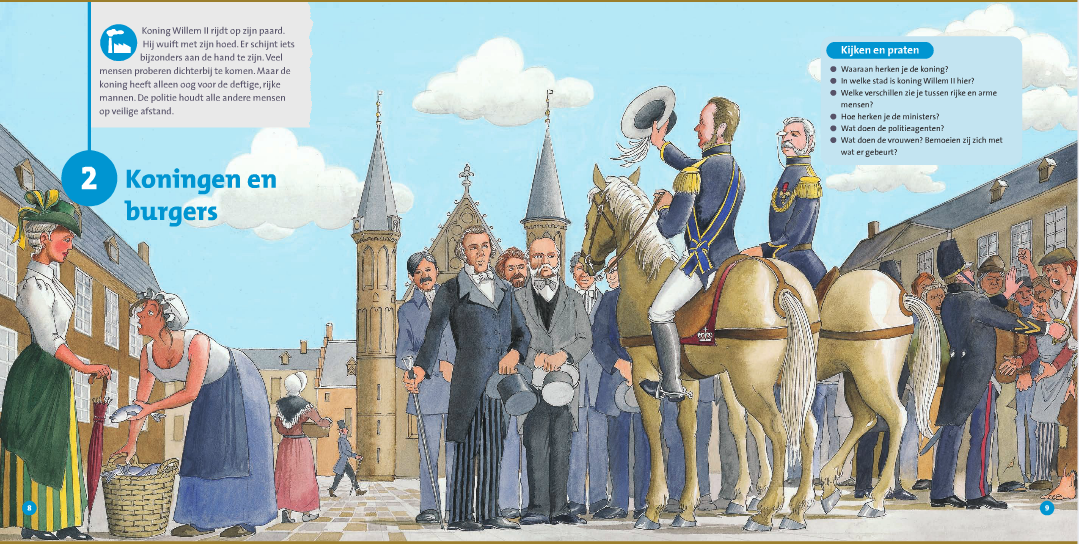 Koning Willem II rijdt op zijn paard.
Hij wuift met zijn hoed. Er schijnt iets
bijzonders aan de hand te zijn. Veel
mensen proberen dichterbij te komen. Maar de
koning heeft alleen oog voor de deftige, rijke
mannen. De politie houdt alle andere mensen
op veilige afstand.
2
Koningen en
burgers
Kijken en praten
● Waaraan herken je de koning?
● In welke stad is koning Willem II hier?
● Welke verschillen zie je tussen rijke en arme
mensen?
● Hoe herken je de ministers?
● Wat doen de politieagenten?
● Wat doen de vrouwen? Bemoeien zij zich met
wat er gebeurt?
8
9